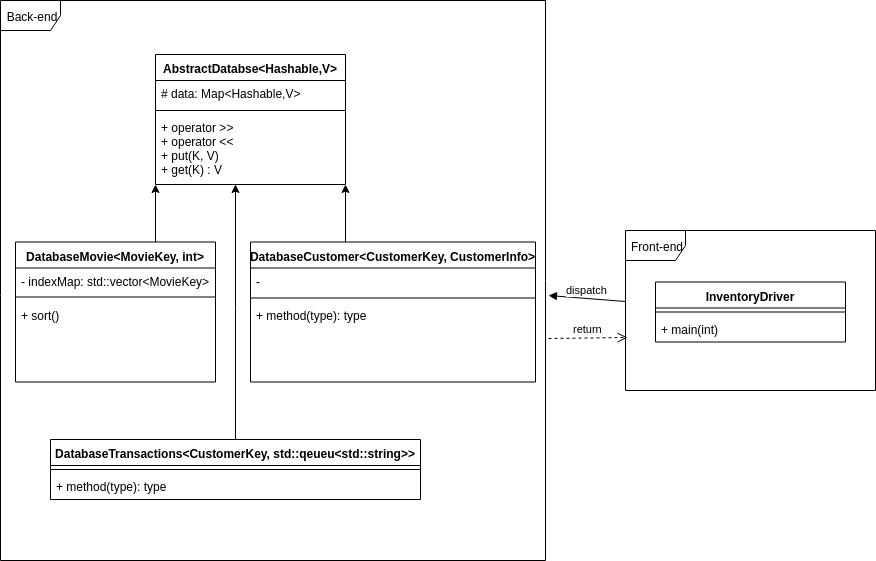 Back-end
AbstractDatabse<Hashable,V>
# data: Map<Hashable,V>
+ operator >>
+ operator <<
+ put(K, V)
+ get(K) : V
DatabaseMovie<MovieKey, int>
- indexMap: std::vector<MovieKey>
+ sort()
DatabaseCustomer<CustomerKey, CustomerInfo>
-
+ method(type): type
DatabaseTransactions<CustomerKey, std::qeueu<std::string>>
+ method(type): type
dispatch
return
Front-end
InventoryDriver
+ main(int)